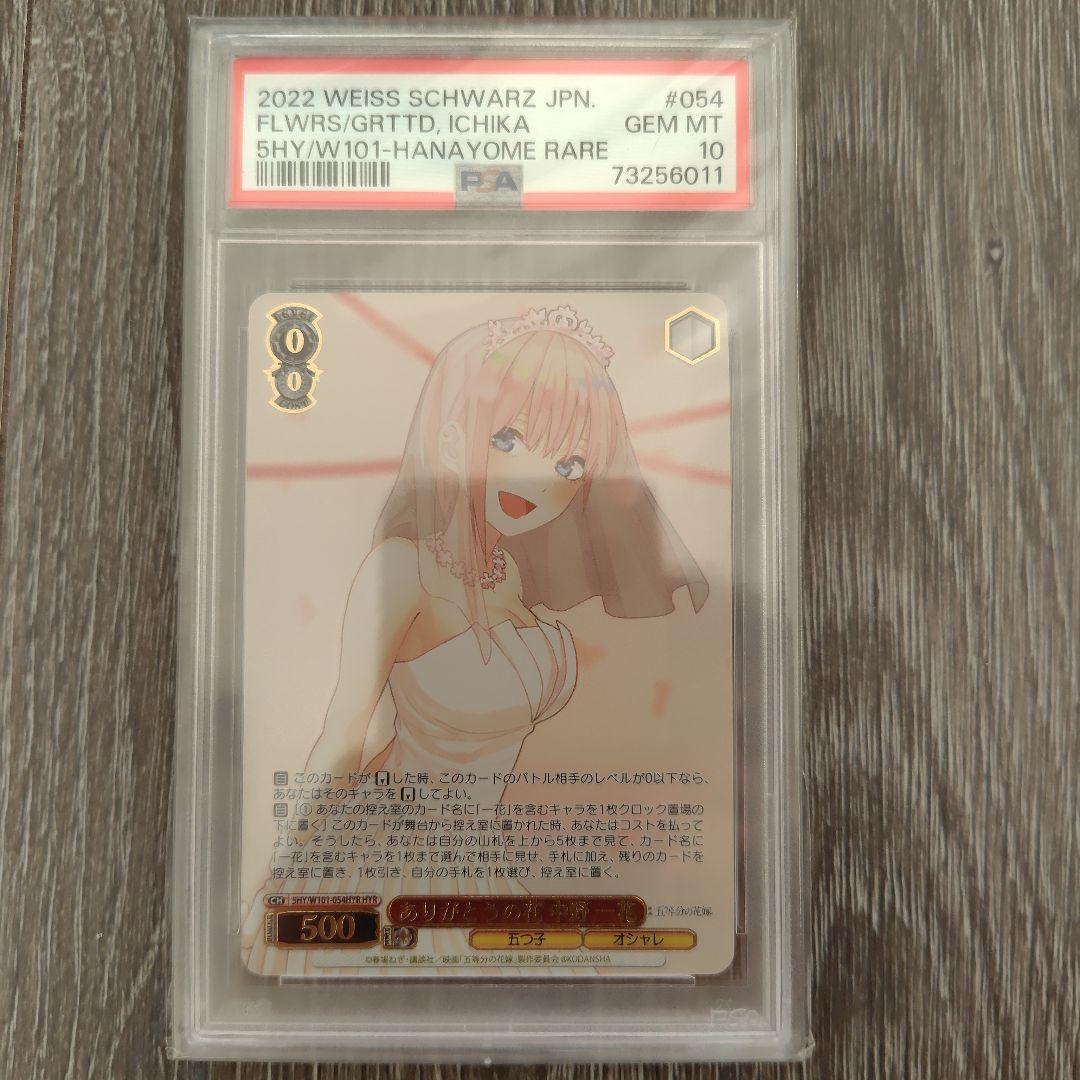 2022 WEISS SCHWARZ JPN. #054
FLWRS/GRTTD, ICHIKA GEM MT
5HY/W101-HANAYOME RARE 10
PSA 73256011
0
0
自 このカードが した時、このカードのバトル相手のレベルが0以下なら、
あなたはそのキャラを してよい。
自 [① あなたの控え室のカード名に「一花」を含むキャラを1枚クロック置場の
下に置く] このカードが舞台から控え室に置かれた時、あなたはコストを払って
よい。そうしたら、あなたは自分の山札を上から5枚まで見て、カード名に
「一花」を含むキャラを1枚まで選んで相手に見せ、手札に加え、残りのカードを
控え室に置き、1枚引き、自分の手札を1枚選び、控え室に置く。
CH 5HY/W101-054HYR HYR
ありがとうの花 中野 一花
五等分の花嫁
500
五つ子 オシャレ
©春場ねぎ・講談社／映画「五等分の花嫁」製作委員会 ©KODANSHA